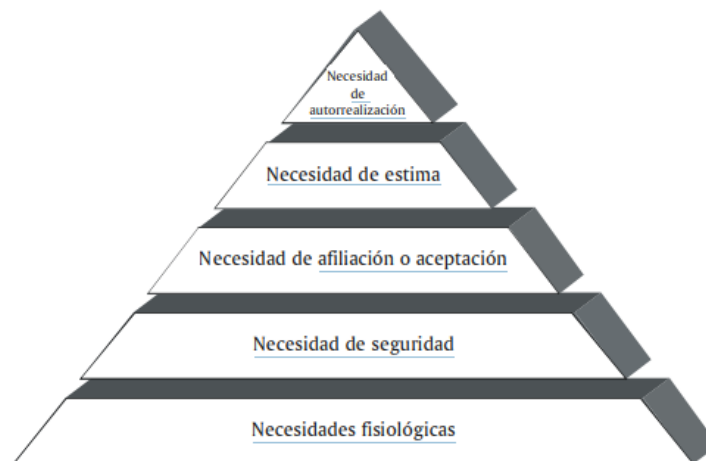 Necesidad
de
autorrealización
Necesidad de estima
Necesidad de afiliación o aceptación
Necesidad de seguridad
Necesidades fisiológicas